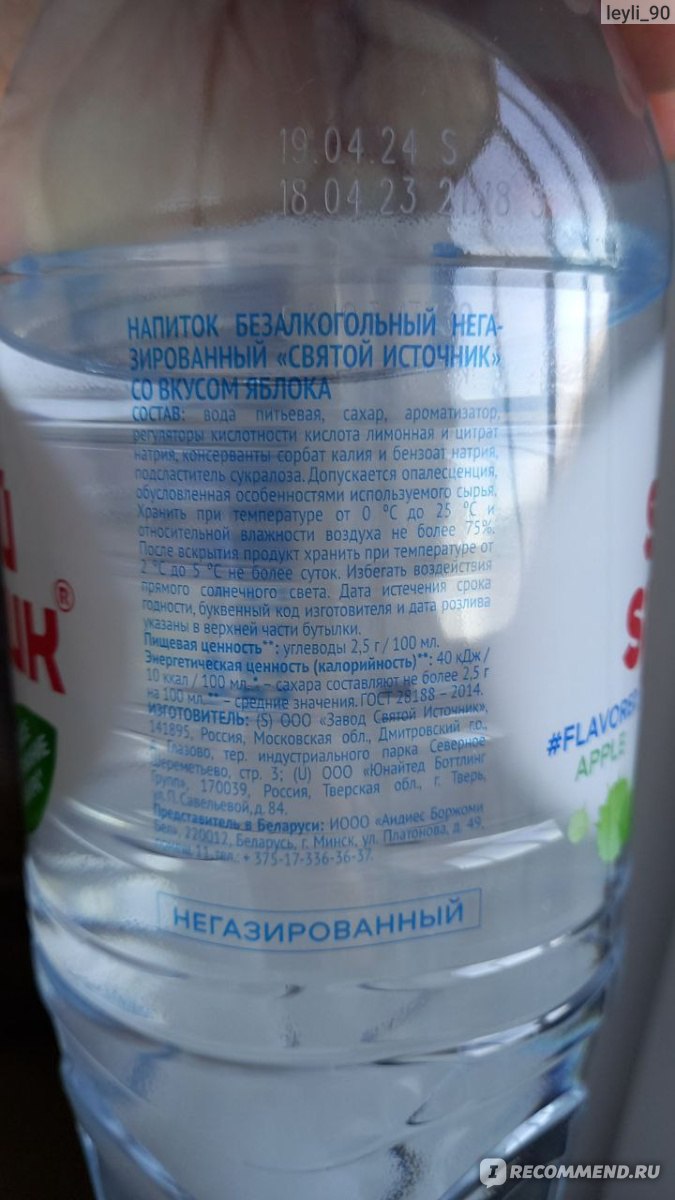 leyli_90
19.04.24 S
18.04.23 21:18
НАПИТОК БЕЗАЛКОГОЛЬНЫЙ НЕГА-
ЗИРОВАННЫЙ «СВЯТОЙ ИСТОЧНИК»
СО ВКУСОМ ЯБЛОКА
СОСТАВ: вода питьевая, сахар, ароматизатор,
регуляторы кислотности кислота лимонная и цитрат
натрия, консерванты сорбат калия и бензоат натрия,
подсластитель сукралоза. Допускается опалесценция,
обусловленная особенностями используемого сырья.
Хранить при температуре от 0 °С до 25 °С и
относительной влажности воздуха не более 75%.
После вскрытия продукт хранить при температуре от
2 °С до 5 °С не более суток. Избегать воздействия
прямого солнечного света. Дата истечения срока
годности, буквенный код изготовителя и дата розлива
указаны в верхней части бутылки.
Пищевая ценность**: углеводы 2,5 г / 100 мл.
Энергетическая ценность (калорийность)**: 40 кДж /
10 ккал / 100 мл. * – сахара составляют не более 2,5 г
на 100 мл. ** – средние значения. ГОСТ 28188 – 2014.
ИЗГОТОВИТЕЛЬ: (S) ООО «Завод Святой Источник»,
141895, Россия, Московская обл., Дмитровский г.о.,
д. Глазово, тер. индустриального парка Северное
Шереметьево, стр. 3; (U) ООО «Юнайтед Боттлинг
Групп», 170039, Россия, Тверская обл., г. Тверь,
ул. П. Савельевой, д. 84.
Представитель в Беларуси: ИООО «Аидиес Боржоми
Бел», 220012, Беларусь, г. Минск, ул. Платонова, д. 49,
11, тел.: + 375-17-336-36-37.
®
#FLAVORED
APPLE
НЕГАЗИРОВАННЫЙ
IRECOMMEND.RU